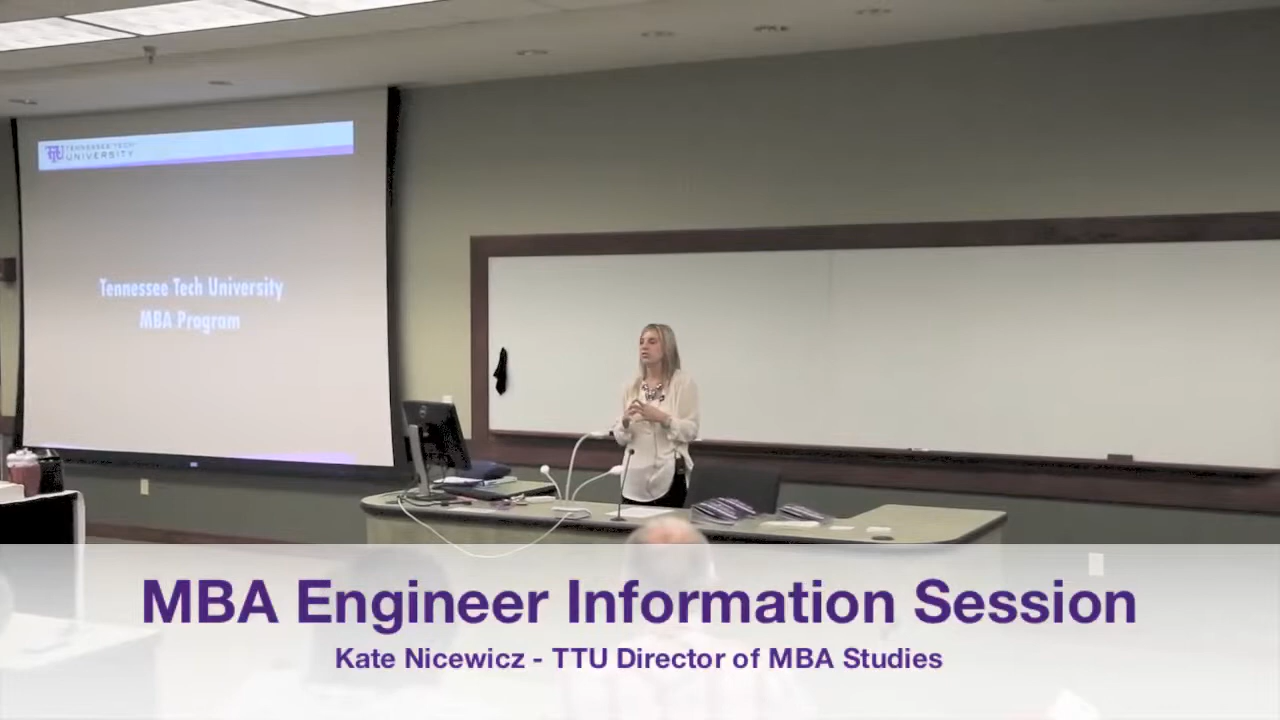 TTU TENNESSEE TECH
UNIVERSITY
Tennessee Tech University
MBA Program
MBA Engineer Information Session
Kate Nicewicz - TTU Director of MBA Studies